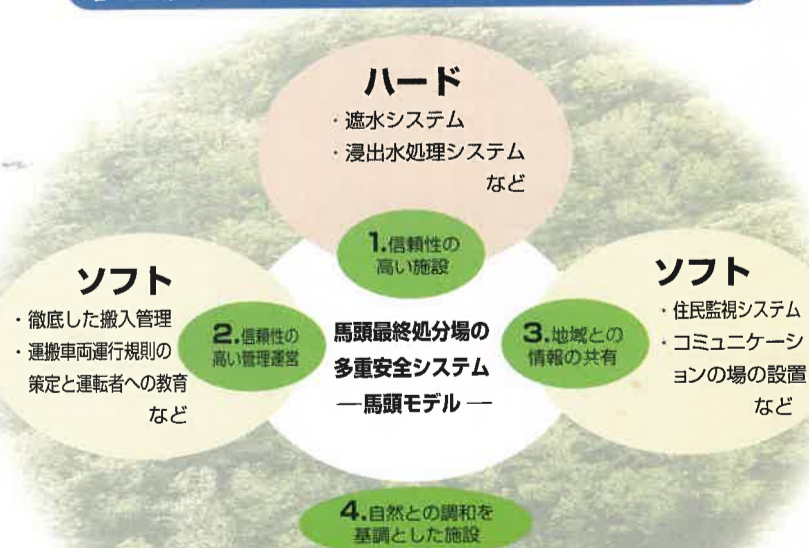 ハード
・遮水システム
・浸出水処理システム
など
1.信頼性の
高い施設
ソフト
・徹底した搬入管理
・運搬車両運行規則の
策定と運転者への教育
など
2.信頼性の
高い管理運営
馬頭最終処分場の
多重安全システム
―馬頭モデル―
3.地域との
情報の共有
ソフト
・住民監視システム
・コミュニケーシ
ョンの場の設置
など
4.自然との調和を
基調とした施設